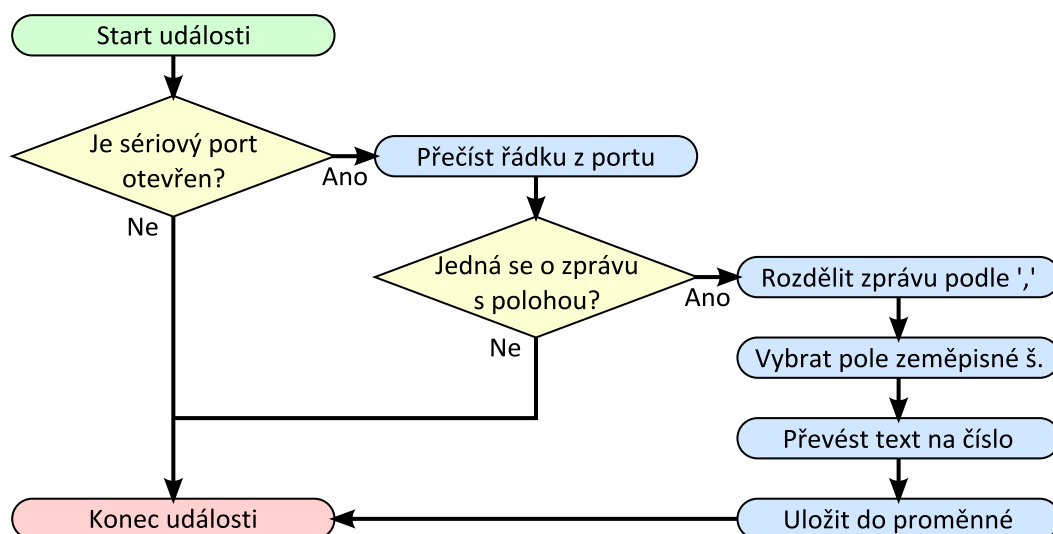 Start události
Je sériový port
otevřen?
Ano
Ne
Přečíst řádku z portu
Jedná se o zprávu
s polohou?
Ano
Ne
Rozdělit zprávu podle ','
Vybrat pole zeměpisné š.
Převést text na číslo
Uložit do proměnné
Konec události